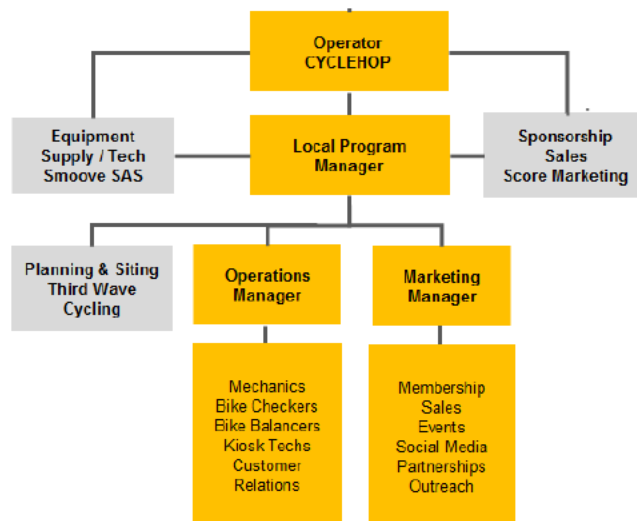 Operator
CYCLEHOP
Equipment
Supply / Tech
Smoove SAS
Local Program
Manager
Sponsorship
Sales
Score Marketing
Planning & Siting
Third Wave
Cycling
Operations
Manager
Marketing
Manager
Mechanics
Bike Checkers
Bike Balancers
Kiosk Techs
Customer
Relations
Membership
Sales
Events
Social Media
Partnerships
Outreach